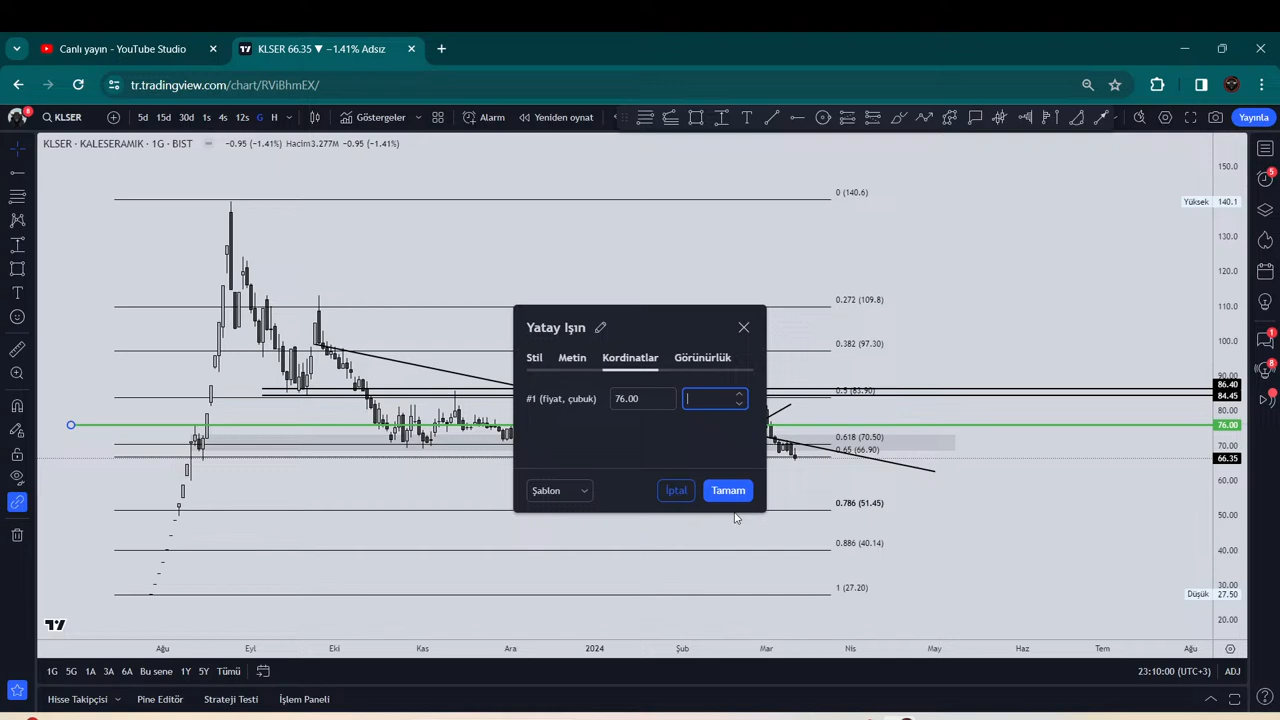 Canlı yayın - YouTube Studio
KLSER 66.35 ▼ −1.41% Adsız
tr.tradingview.com/chart/RViBhmEX/
8
KLSER
5d 15d 30d 1s 4s 12s G H
Göstergeler
Alarm
Yeniden oynat
Yayınla
KLSER · KALESERAMIK · 1G · BIST
−0.95 (−1.41%) Hacim3.277M −0.95 (−1.41%)
150.0
0 (140.6)
Yüksek 140.1
130.0
120.0
0.272 (109.8)
110.0
0.382 (97.30)
100.0
90.00
86.40
0.5 (83.90)
84.45
80.00
76.00
0.618 (70.50)
70.00
0.65 (66.90)
66.35
60.00
0.786 (51.45)
50.00
0.886 (40.14)
40.00
1 (27.20)
30.00
Düşük 27.50
20.00
Yatay Işın
Stil Metin Kordinatlar Görünürlük
#1 (fiyat, çubuk) 76.00
Şablon İptal Tamam
Ağu Eyl Eki Kas Ara 2024 Şub Mar Nis May Haz Tem Ağu
1G 5G 1A 3A 6A Bu sene 1Y 5Y Tümü
23:10:00 (UTC+3) ADJ
Hisse Takipçisi Pine Editör Strateji Testi İşlem Paneli
5
1
8